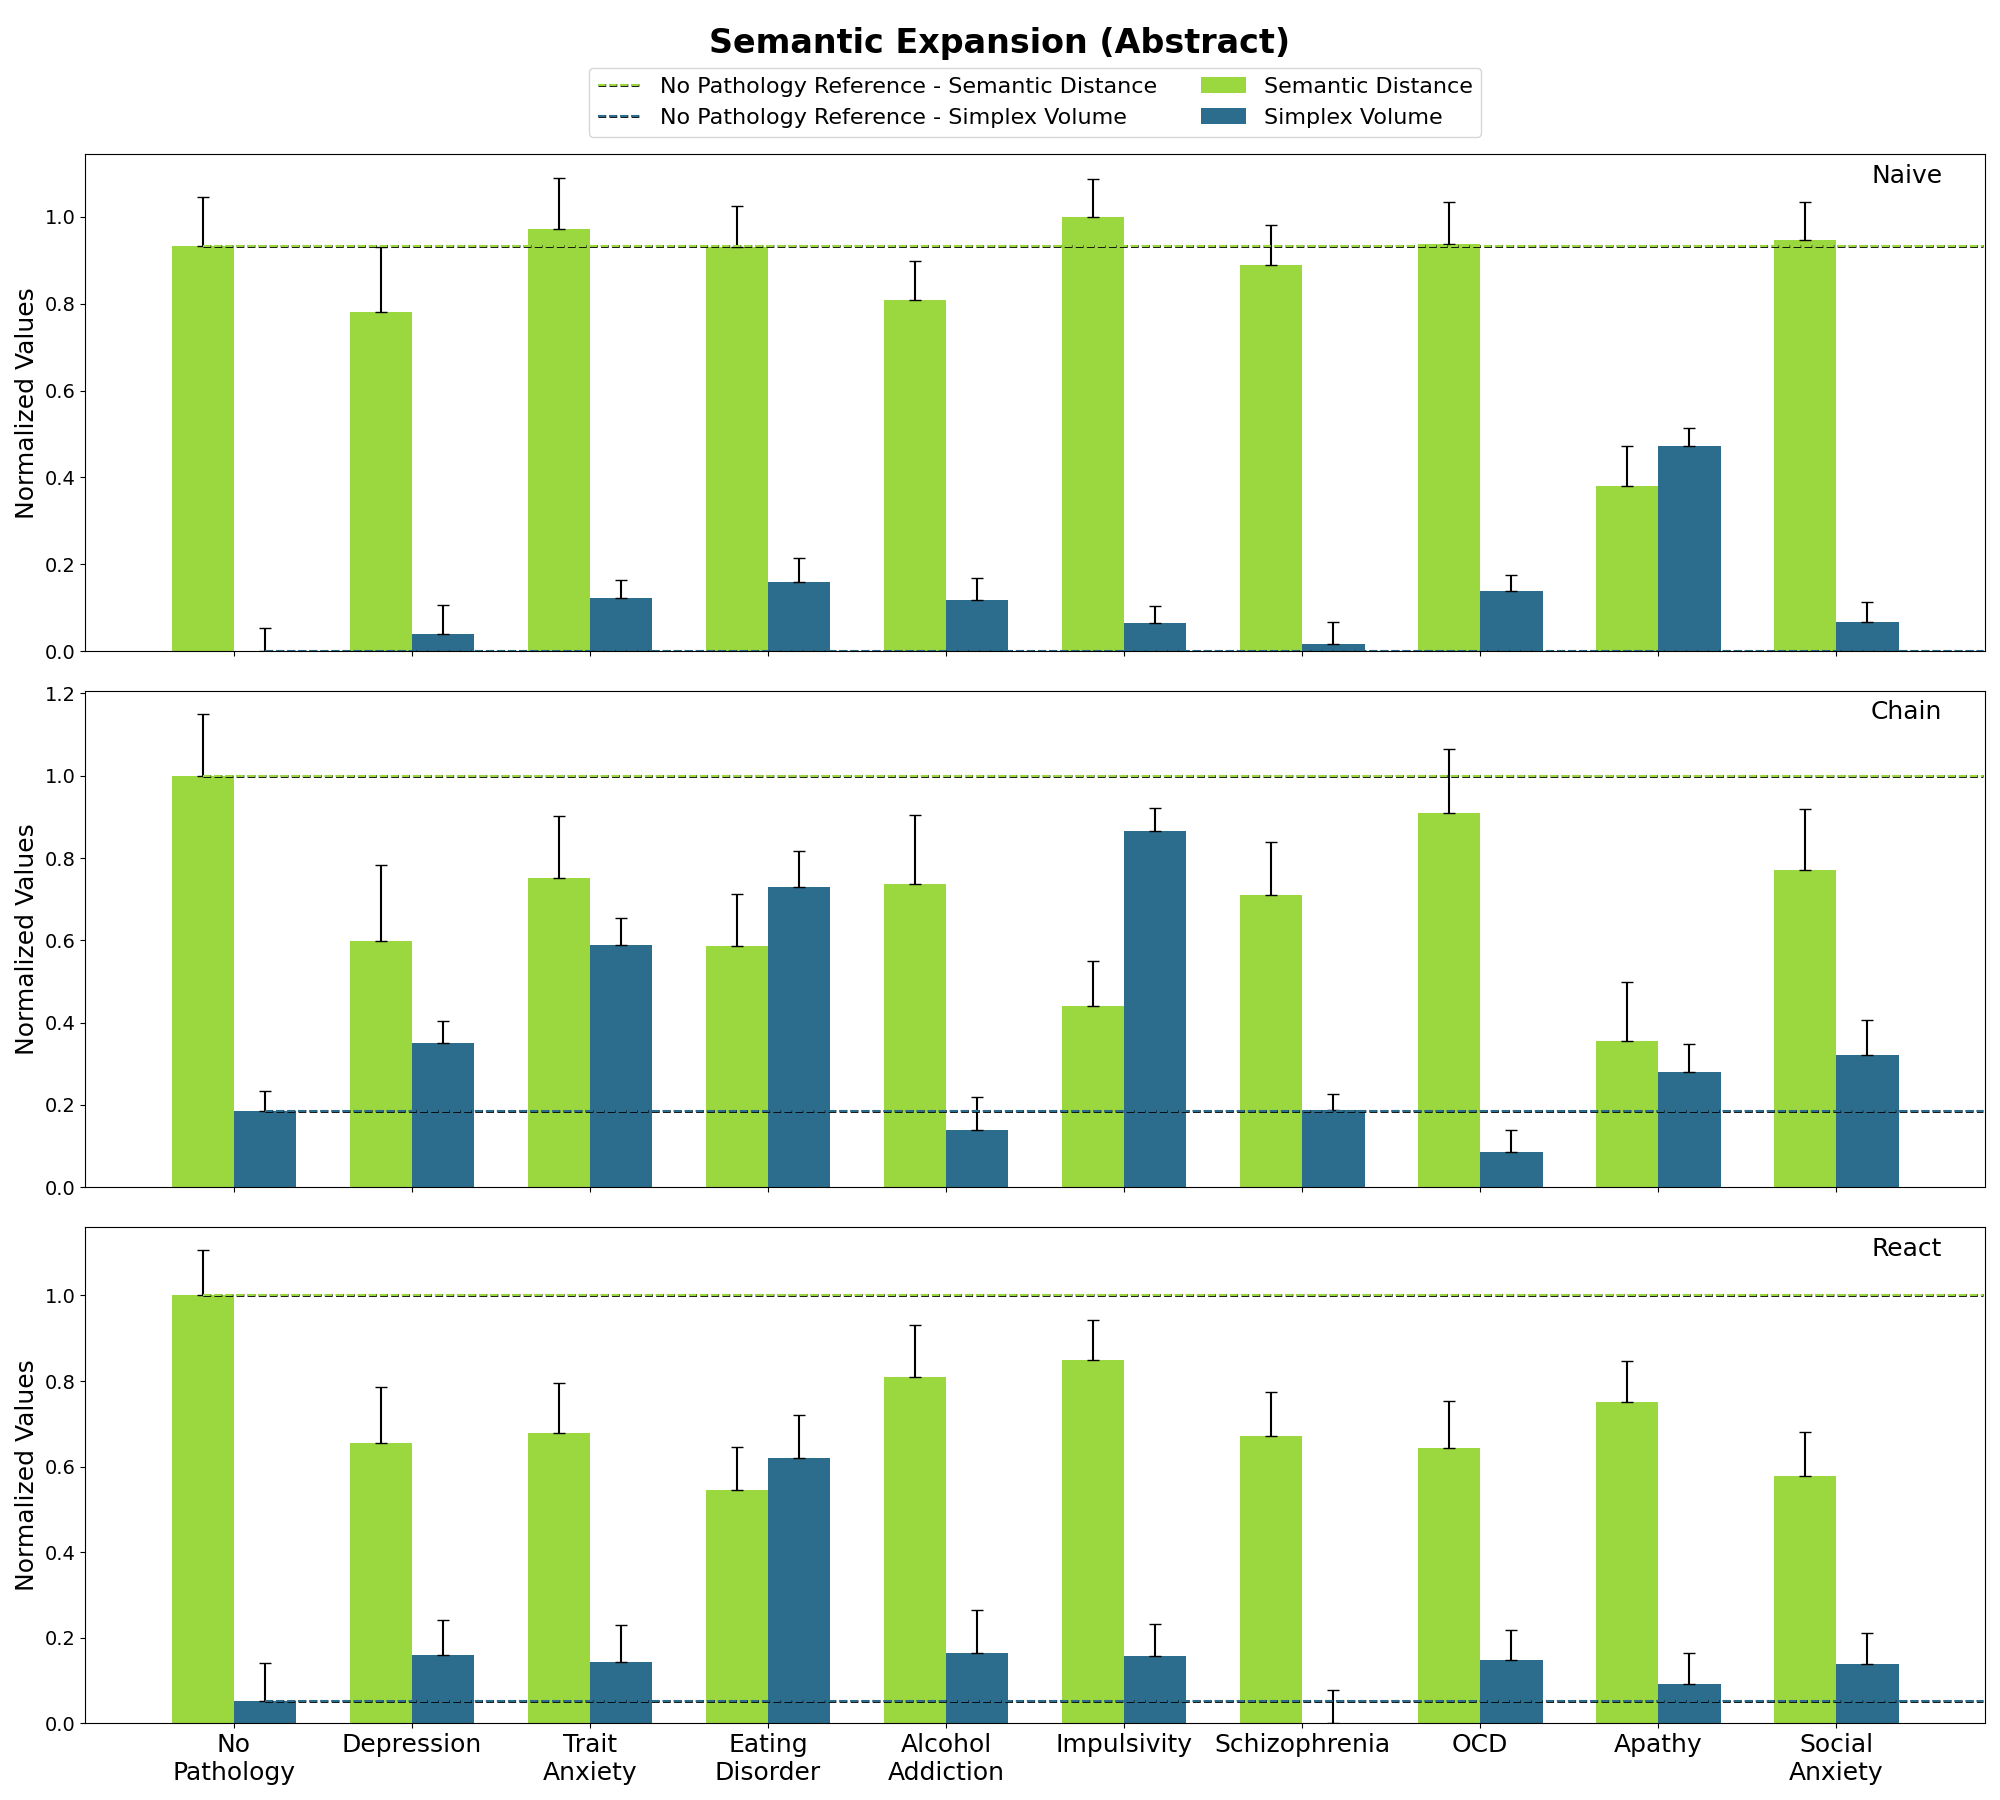 Semantic Expansion (Abstract)
No Pathology Reference - Semantic Distance
No Pathology Reference - Simplex Volume
Semantic Distance
Simplex Volume
Naive
Normalized Values
1.0
0.8
0.6
0.4
0.2
0.0
Chain
Normalized Values
1.2
1.0
0.8
0.6
0.4
0.2
0.0
React
Normalized Values
1.0
0.8
0.6
0.4
0.2
0.0
No
Pathology
Depression
Trait
Anxiety
Eating
Disorder
Alcohol
Addiction
Impulsivity
Schizophrenia
OCD
Apathy
Social
Anxiety